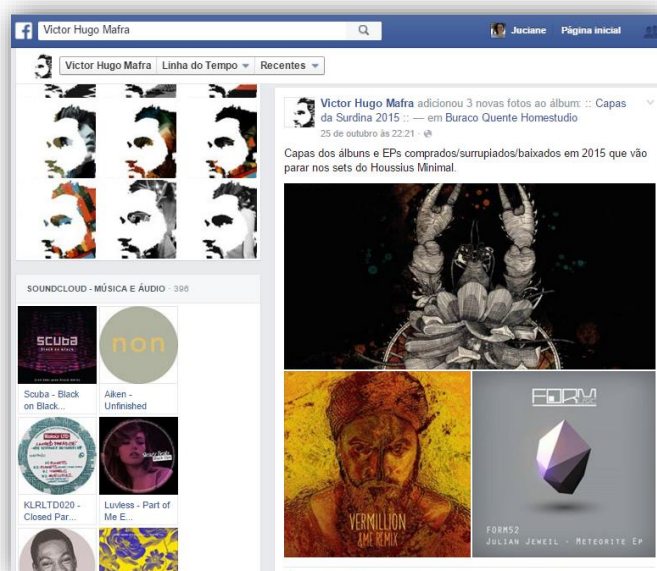 Victor Hugo Mafra
Juciane Página inicial
Victor Hugo Mafra Linha do Tempo Recentes
SOUNDCLOUD - MÚSICA E ÁUDIO · 396
scuba
black on black
non
Scuba - Black
on Black...
Aiken -
Unfinished
KLRLTD020 -
Closed Par...
Luvless - Part of
Me E...
Victor Hugo Mafra adicionou 3 novas fotos ao álbum: :: Capas
da Surdina 2015 :: — em Buraco Quente Homestudio
25 de outubro às 22:21 ·
Capas dos álbuns e EPs comprados/surrupiados/baixados em 2015 que vão
parar nos sets do Houssius Minimal.
VERMILLION
&ME REMIX
FORM
FORM52
JULIAN JEWEIL - METEORITE EP